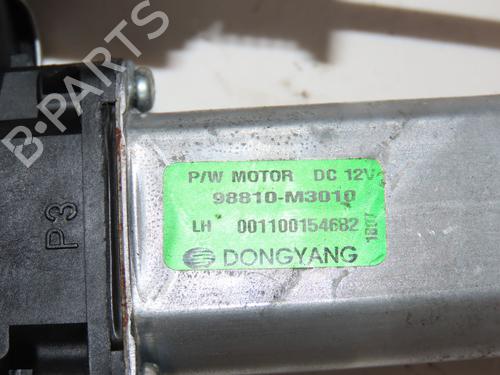 B-PARTS
P/W MOTOR DC 12V
98810-M3010
LH 001100154682
DONGYANG
P3